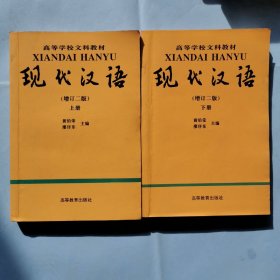 高等学校文科教材
XIANDAI HANYU
现代汉语
(增订二版)
上册
黄伯荣
廖序东 主编
高等教育出版社
高等学校文科教材
XIANDAI HANYU
现代汉语
(增订二版)
下册
黄伯荣
廖序东 主编
高等教育出版社